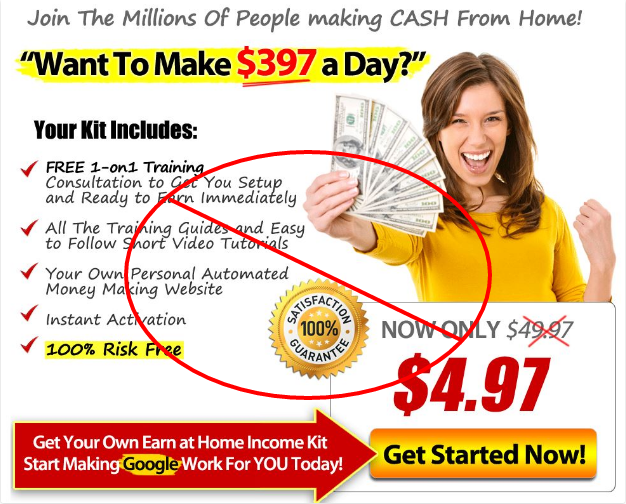 Join The Millions Of People making CASH From Home!
“Want To Make $397 a Day?”
Your Kit Includes:
FREE 1-on1 Training
Consultation to Get You Setup
and Ready to Earn Immediately
All The Training Guides and Easy
to Follow Short Video Tutorials
Your Own Personal Automated
Money Making Website
Instant Activation
100% Risk Free
SATISFACTION
100%
GUARANTEE
NOW ONLY $49.97
$4.97
Get Your Own Earn at Home Income Kit
Start Making Google Work For YOU Today!
Get Started Now!